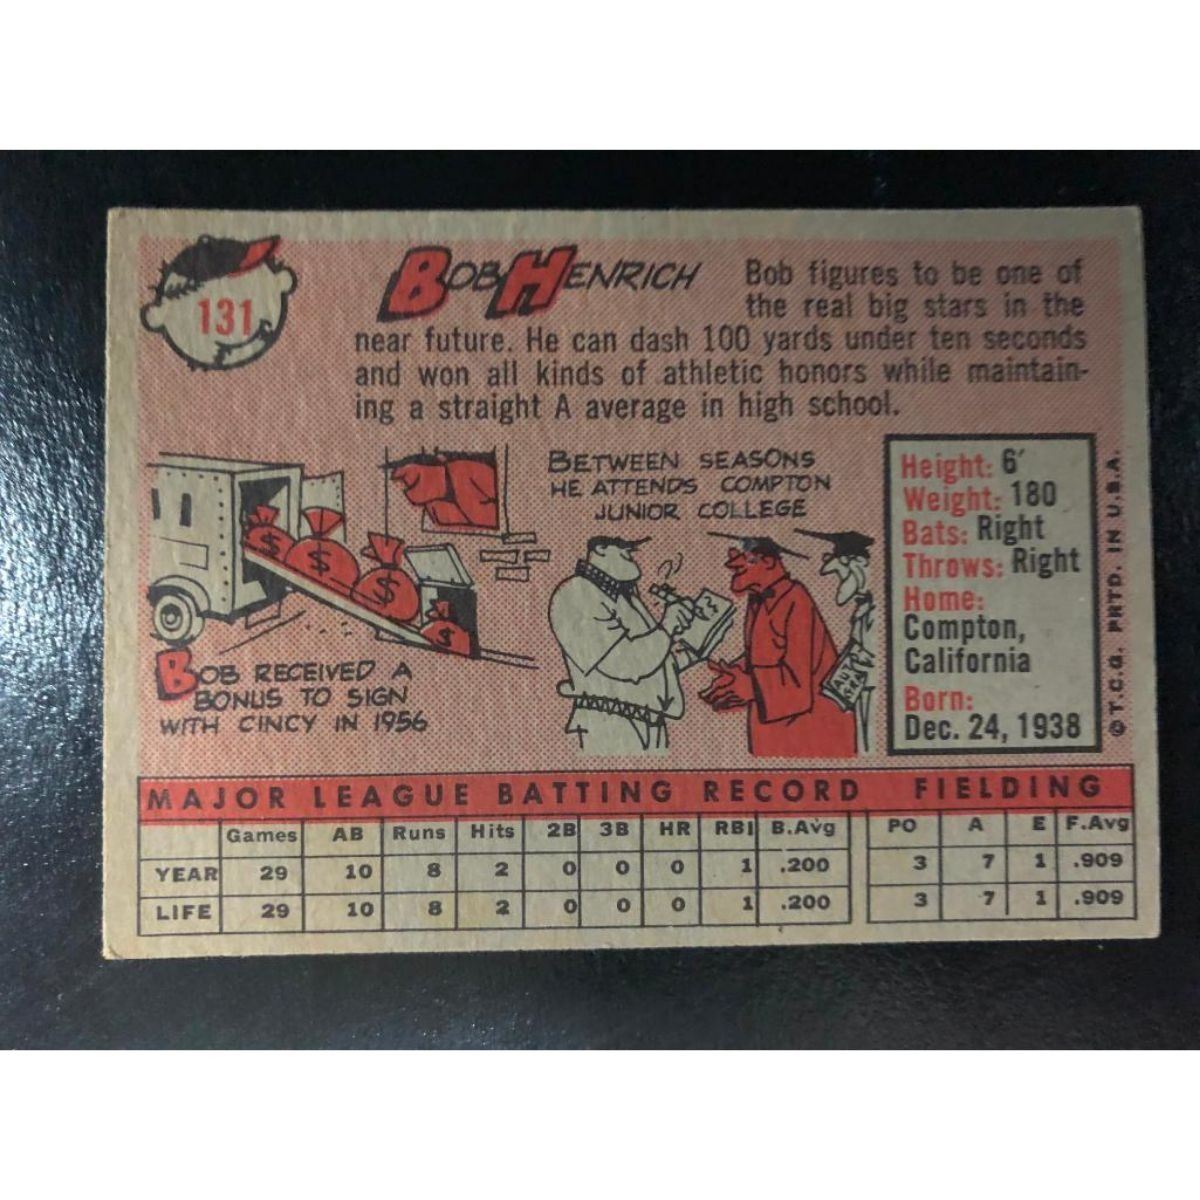 131
BOB HENRICH
Bob figures to be one of
the real big stars in the
near future. He can dash 100 yards under ten seconds
and won all kinds of athletic honors while maintain-
ing a straight A average in high school.
BETWEEN SEASONS
HE ATTENDS COMPTON
JUNIOR COLLEGE
$
$
$
$
BOB RECEIVED A
BONUS TO SIGN
WITH CINCY IN 1956
Height: 6'
Weight: 180
Bats: Right
Throws: Right
Home:
Compton,
California
Born:
Dec. 24, 1938
© T.C.G. PRTD. IN U.S.A.
MAJOR LEAGUE BATTING RECORD FIELDING
Games AB Runs Hits 2B 3B HR RBI B.Avg PO A E F.Avg
YEAR 29 10 8 2 0 0 0 1 .200 3 7 1 .909
LIFE 29 10 8 2 0 0 0 1 .200 3 7 1 .909